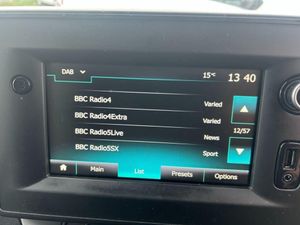 DAB 15°C 13 40
BBC Radio4 Varied
BBC Radio4Extra Varied
BBC Radio5Live News
12/57
BBC Radio5SX Sport
Main List Presets Options